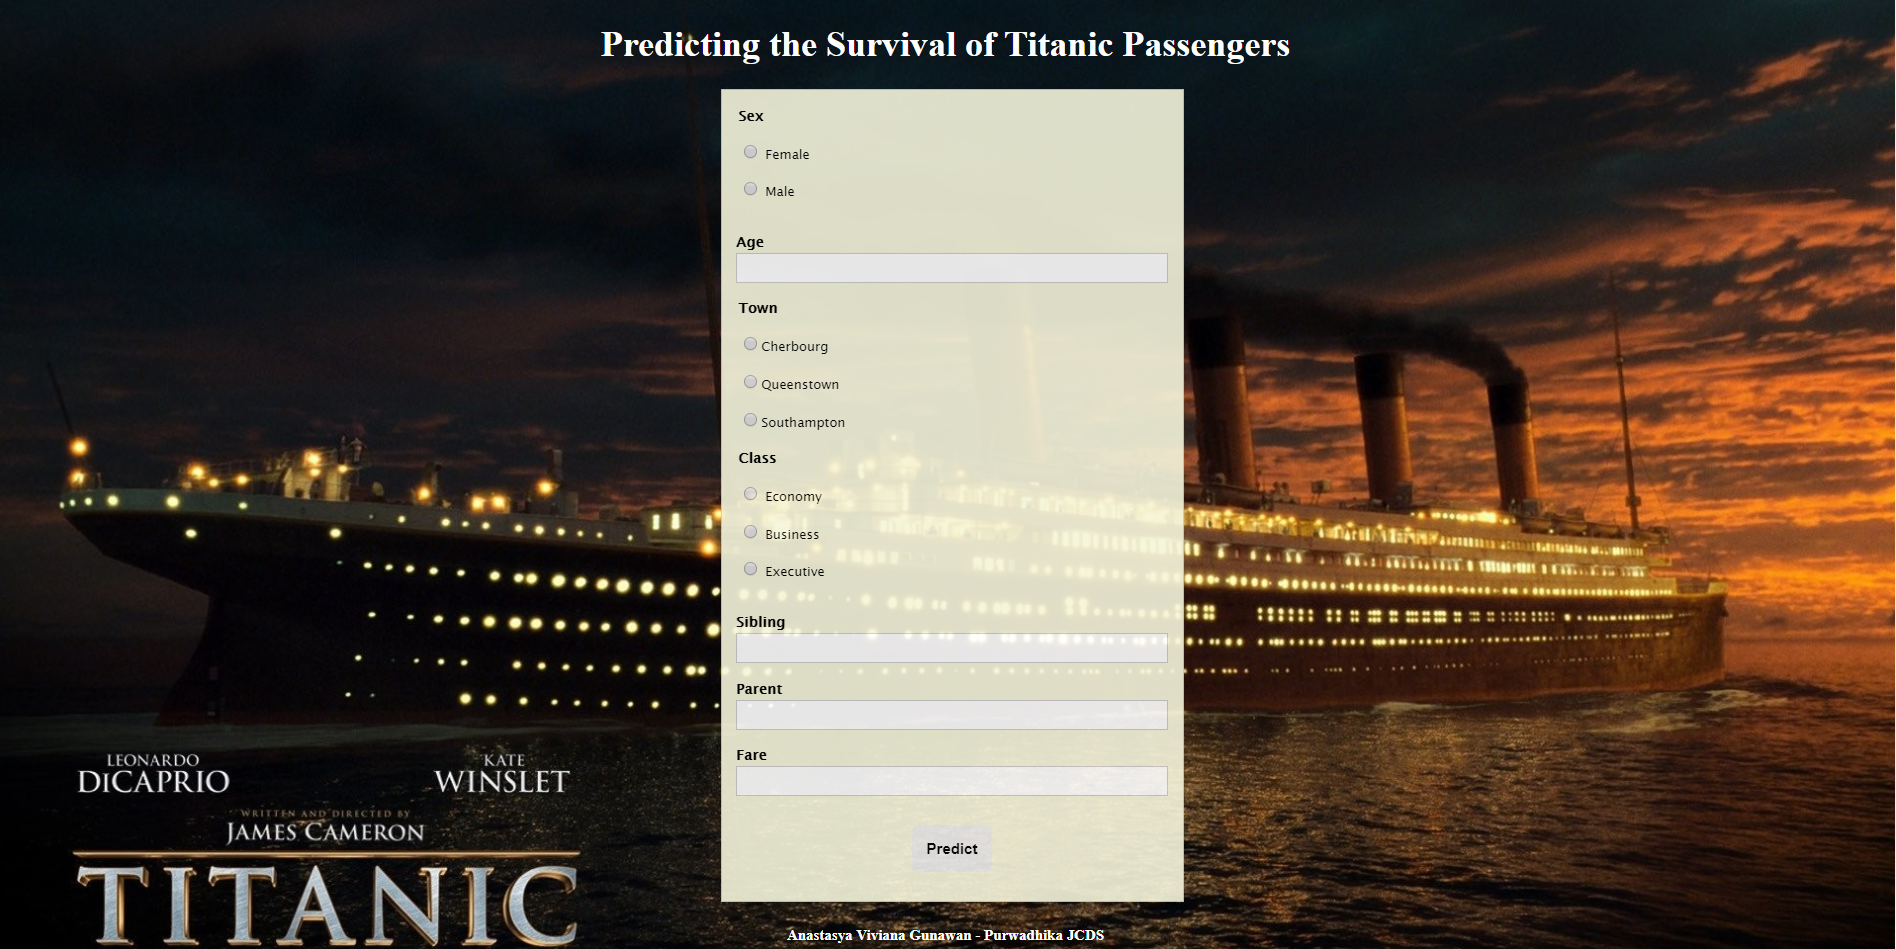 Predicting the Survival of Titanic Passengers
Sex
Female
Male
Age
Town
Cherbourg
Queenstown
Southampton
Class
Economy
Business
Executive
Sibling
Parent
Fare
Predict
LEONARDO
DICAPRIO
KATE
WINSLET
WRITTEN AND DIRECTED BY
JAMES CAMERON
TITANIC
Anastasya Viviana Gunawan - Purwadhika JCDS